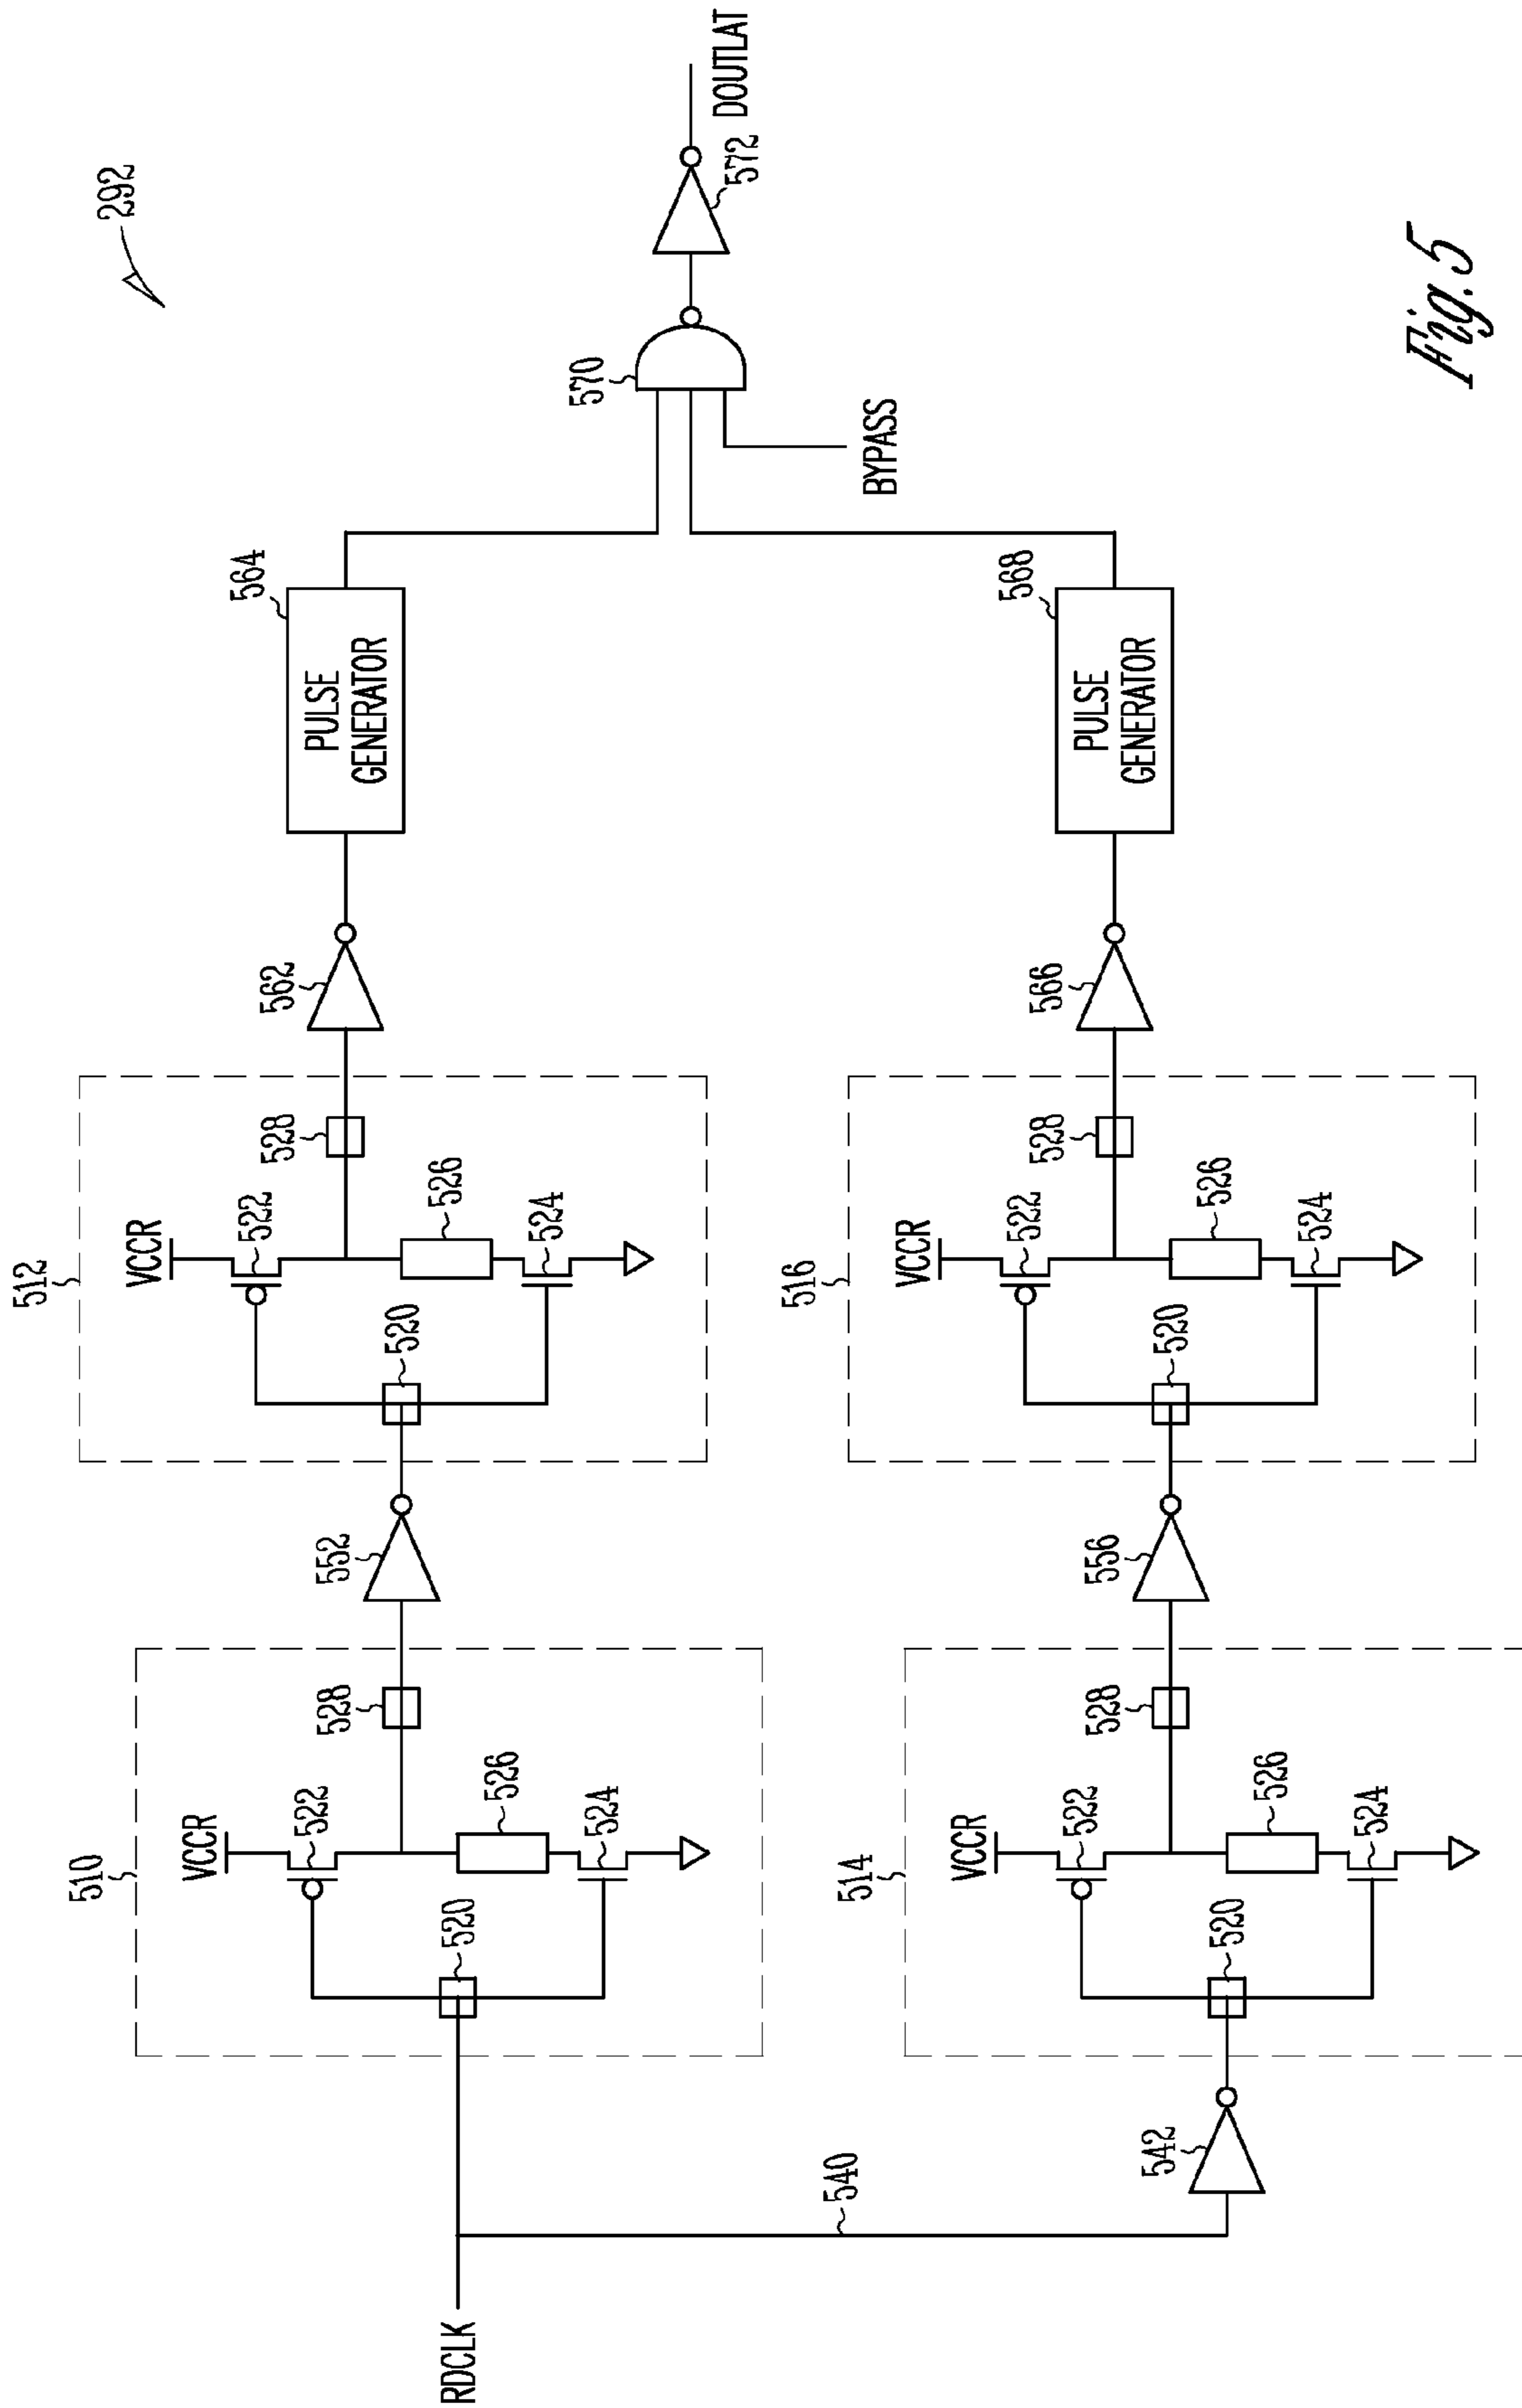 292
512
VCCR
522
528
520
526
524
562
564
PULSE
GENERATOR
552
510
VCCR
522
528
520
526
524
570
572
DOUTLAT
BYPASS
516
VCCR
522
528
520
526
524
566
568
PULSE
GENERATOR
556
514
VCCR
522
528
520
526
524
RDCLK
540
542
Fig. 5